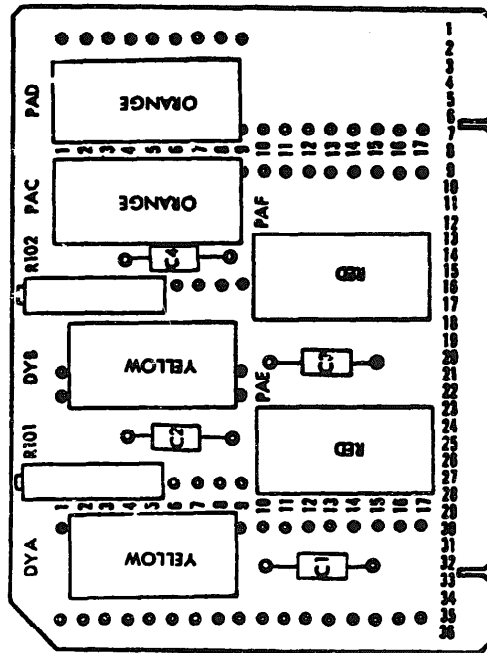 PAD
PAC
R102
DYB
R101
DYA
ORANGE
ORANGE
YELLOW
YELLOW
C4
C2
C3
C1
PAF
PAE
RED
RED
1 2 3 4 5 6 7 8 9 10 11 12 13 14 15 16 17
1 2 3 4 5 6 7 8 9 10 11 12 13 14 15 16 17
1
2
3
4
5
6
7
8
9
10
11
12
13
14
15
16
17
18
19
20
21
22
23
24
25
26
27
28
29
30
31
32
33
34
35
36